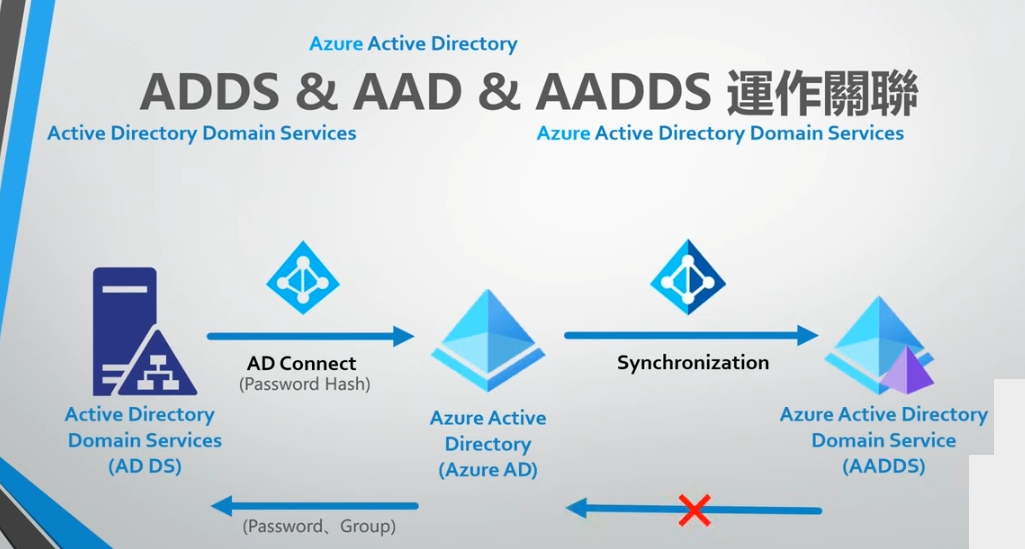 Azure Active Directory
ADDS & AAD & AADDS 運作關聯
Active Directory Domain Services
Azure Active Directory Domain Services
AD Connect
(Password Hash)
Synchronization
Active Directory
Domain Services
(AD DS)
Azure Active
Directory
(Azure AD)
Azure Active Directory
Domain Service
(AADDS)
(Password、Group)